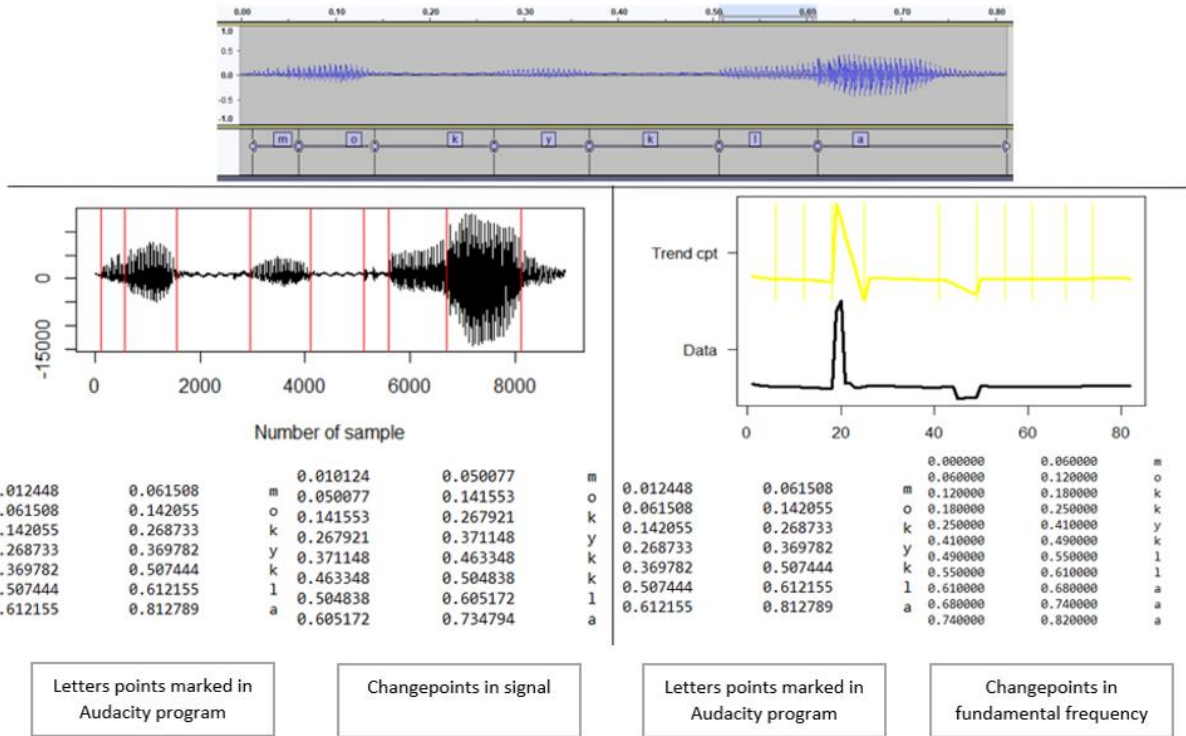 0.00 0.10 0.20 0.30 0.40 0.50 0.60 0.70 0.80
1.0
0.5
0.0
-0.5
-1.0
m o k y k l a
0
-15000
0 2000 4000 6000 8000
Number of sample
Trend cpt
Data
0 20 40 60 80
.012448 0.061508 m
.061508 0.142055 o
.142055 0.268733 k
.268733 0.369782 y
.369782 0.507444 k
.507444 0.612155 l
.612155 0.812789 a
0.010124 0.050077 m
0.050077 0.141553 o
0.141553 0.267921 k
0.267921 0.371148 y
0.371148 0.463348 k
0.463348 0.504838 k
0.504838 0.605172 l
0.605172 0.734794 a
0.012448 0.061508 m
0.061508 0.142055 o
0.142055 0.268733 k
0.268733 0.369782 y
0.369782 0.507444 k
0.507444 0.612155 l
0.612155 0.812789 a
0.000000 0.060000 m
0.060000 0.120000 o
0.120000 0.180000 k
0.180000 0.250000 k
0.250000 0.410000 y
0.410000 0.490000 k
0.490000 0.550000 l
0.550000 0.610000 l
0.610000 0.680000 a
0.680000 0.740000 a
0.740000 0.820000 a
Letters points marked in
Audacity program
Changepoints in signal
Letters points marked in
Audacity program
Changepoints in
fundamental frequency